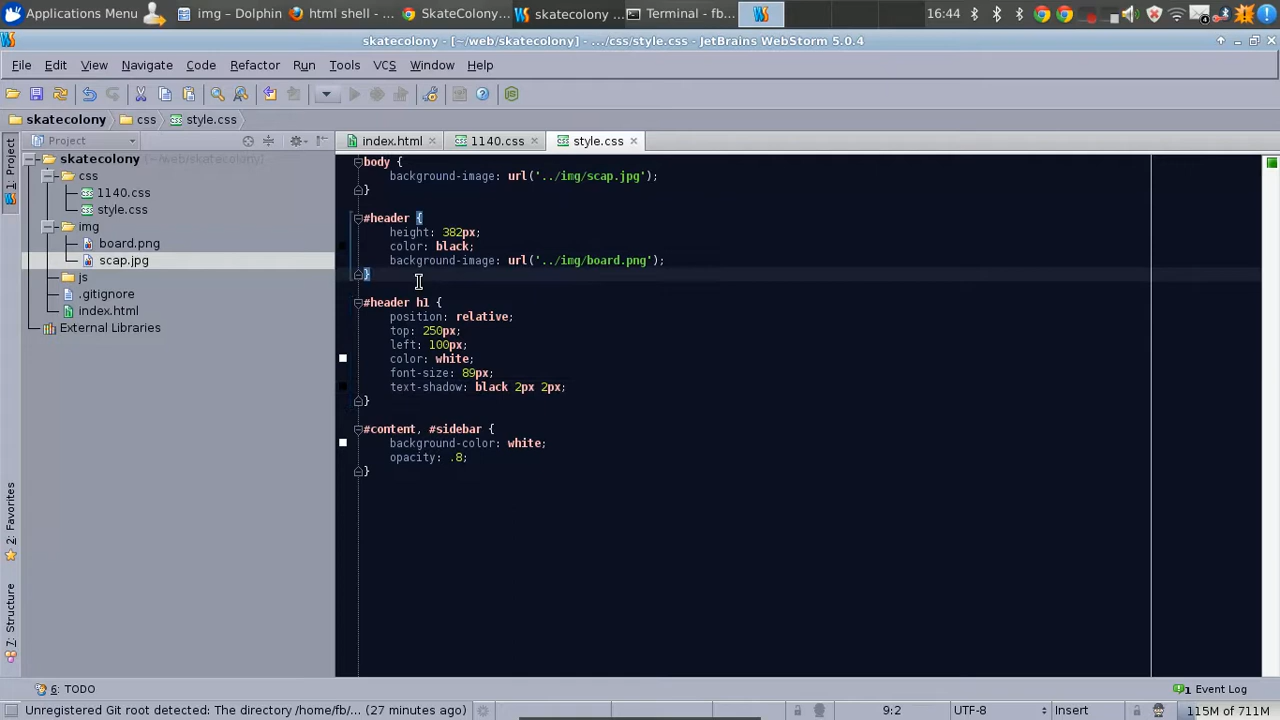 Applications Menu img – Dolphin html shell - ... SkateColony... skatecolony ... Terminal - fb... 16:44
skatecolony - [~/web/skatecolony] - .../css/style.css - JetBrains WebStorm 5.0.4
File Edit View Navigate Code Refactor Run Tools VCS Window Help
skatecolony css style.css
Project index.html 1140.css style.css
1: Project
skatecolony (~/web/skatecolony)
css
1140.css
style.css
img
board.png
scap.jpg
js
.gitignore
index.html
External Libraries
body {
background-image: url('../img/scap.jpg');
}
#header {
height: 382px;
color: black;
background-image: url('../img/board.png');
}
#header h1 {
position: relative;
top: 250px;
left: 100px;
color: white;
font-size: 89px;
text-shadow: black 2px 2px;
}
#content, #sidebar {
background-color: white;
opacity: .8;
}
2: Favorites
7: Structure
6: TODO 1 Event Log
Unregistered Git root detected: The directory /home/fb/... (27 minutes ago) 9:2 UTF-8 Insert 115M of 711M